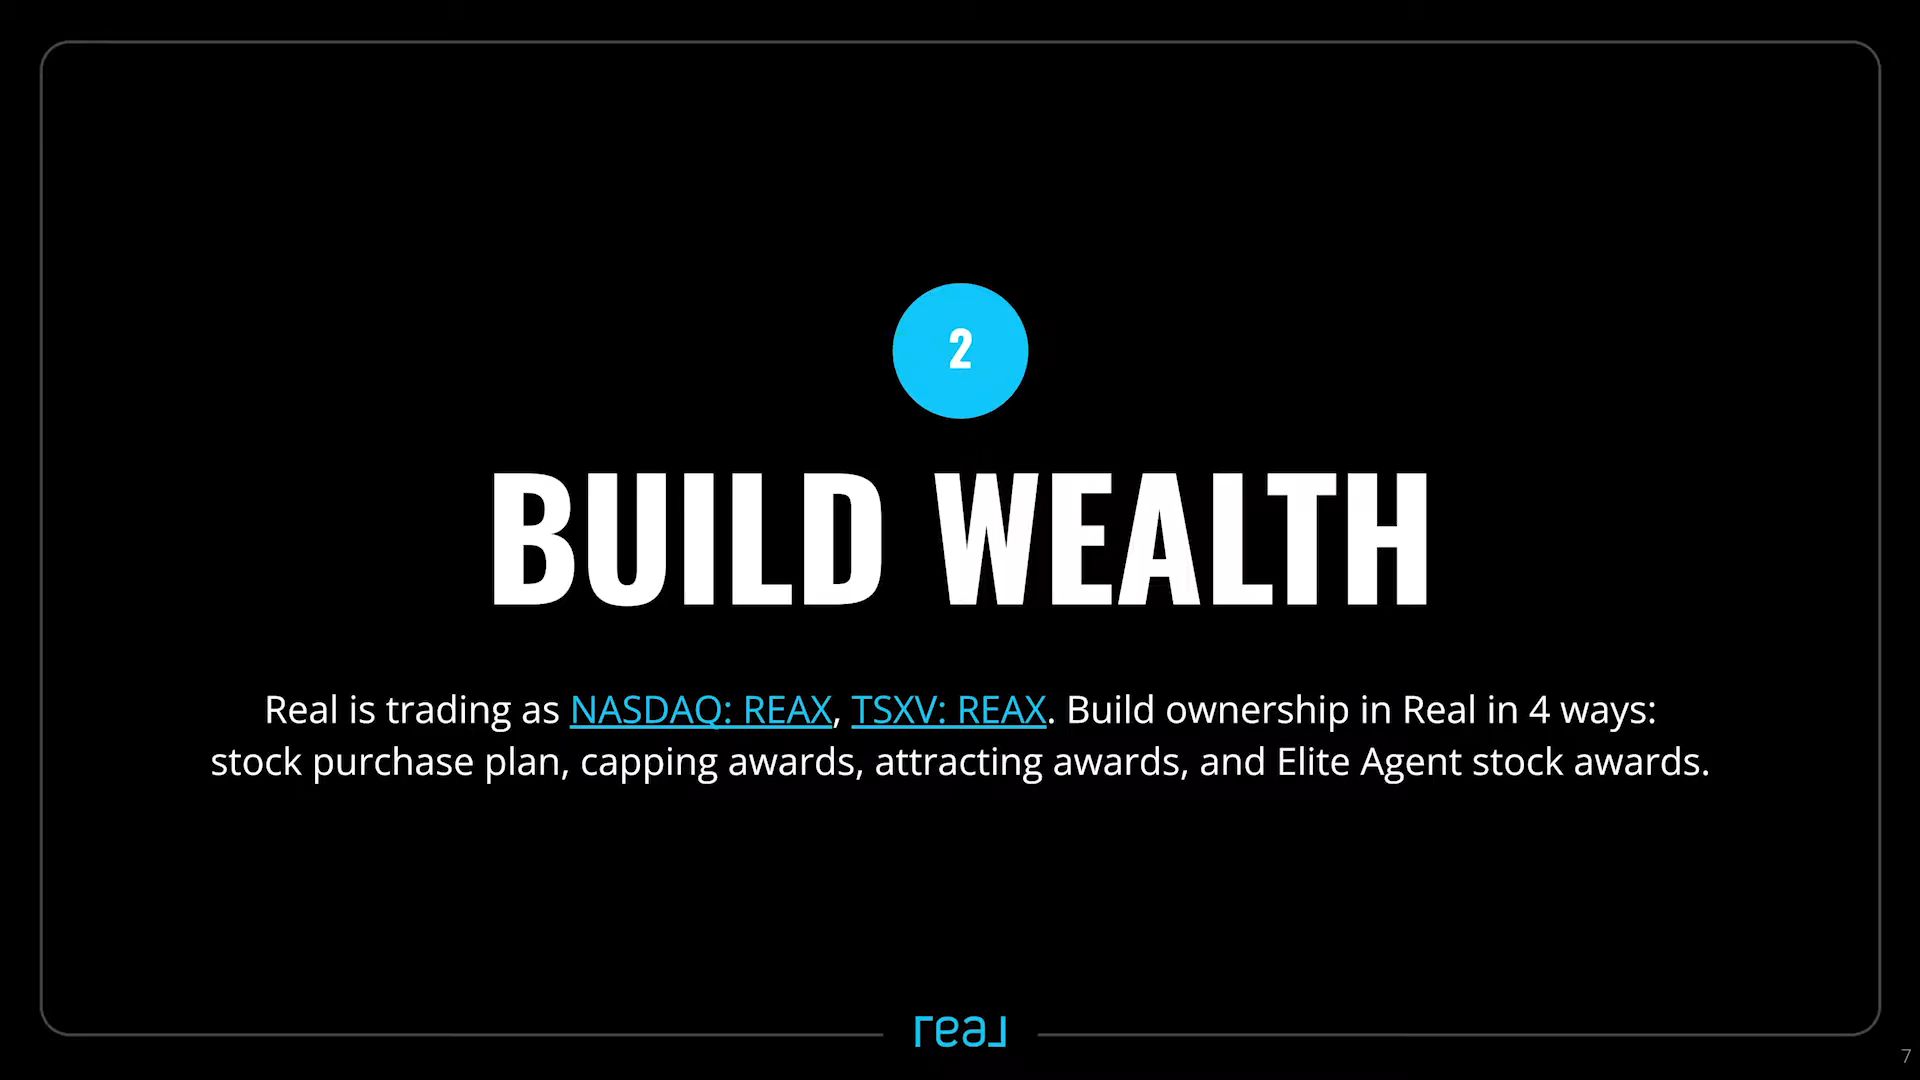 2
BUILD WEALTH
Real is trading as NASDAQ: REAX, TSXV: REAX. Build ownership in Real in 4 ways:
stock purchase plan, capping awards, attracting awards, and Elite Agent stock awards.
real
7